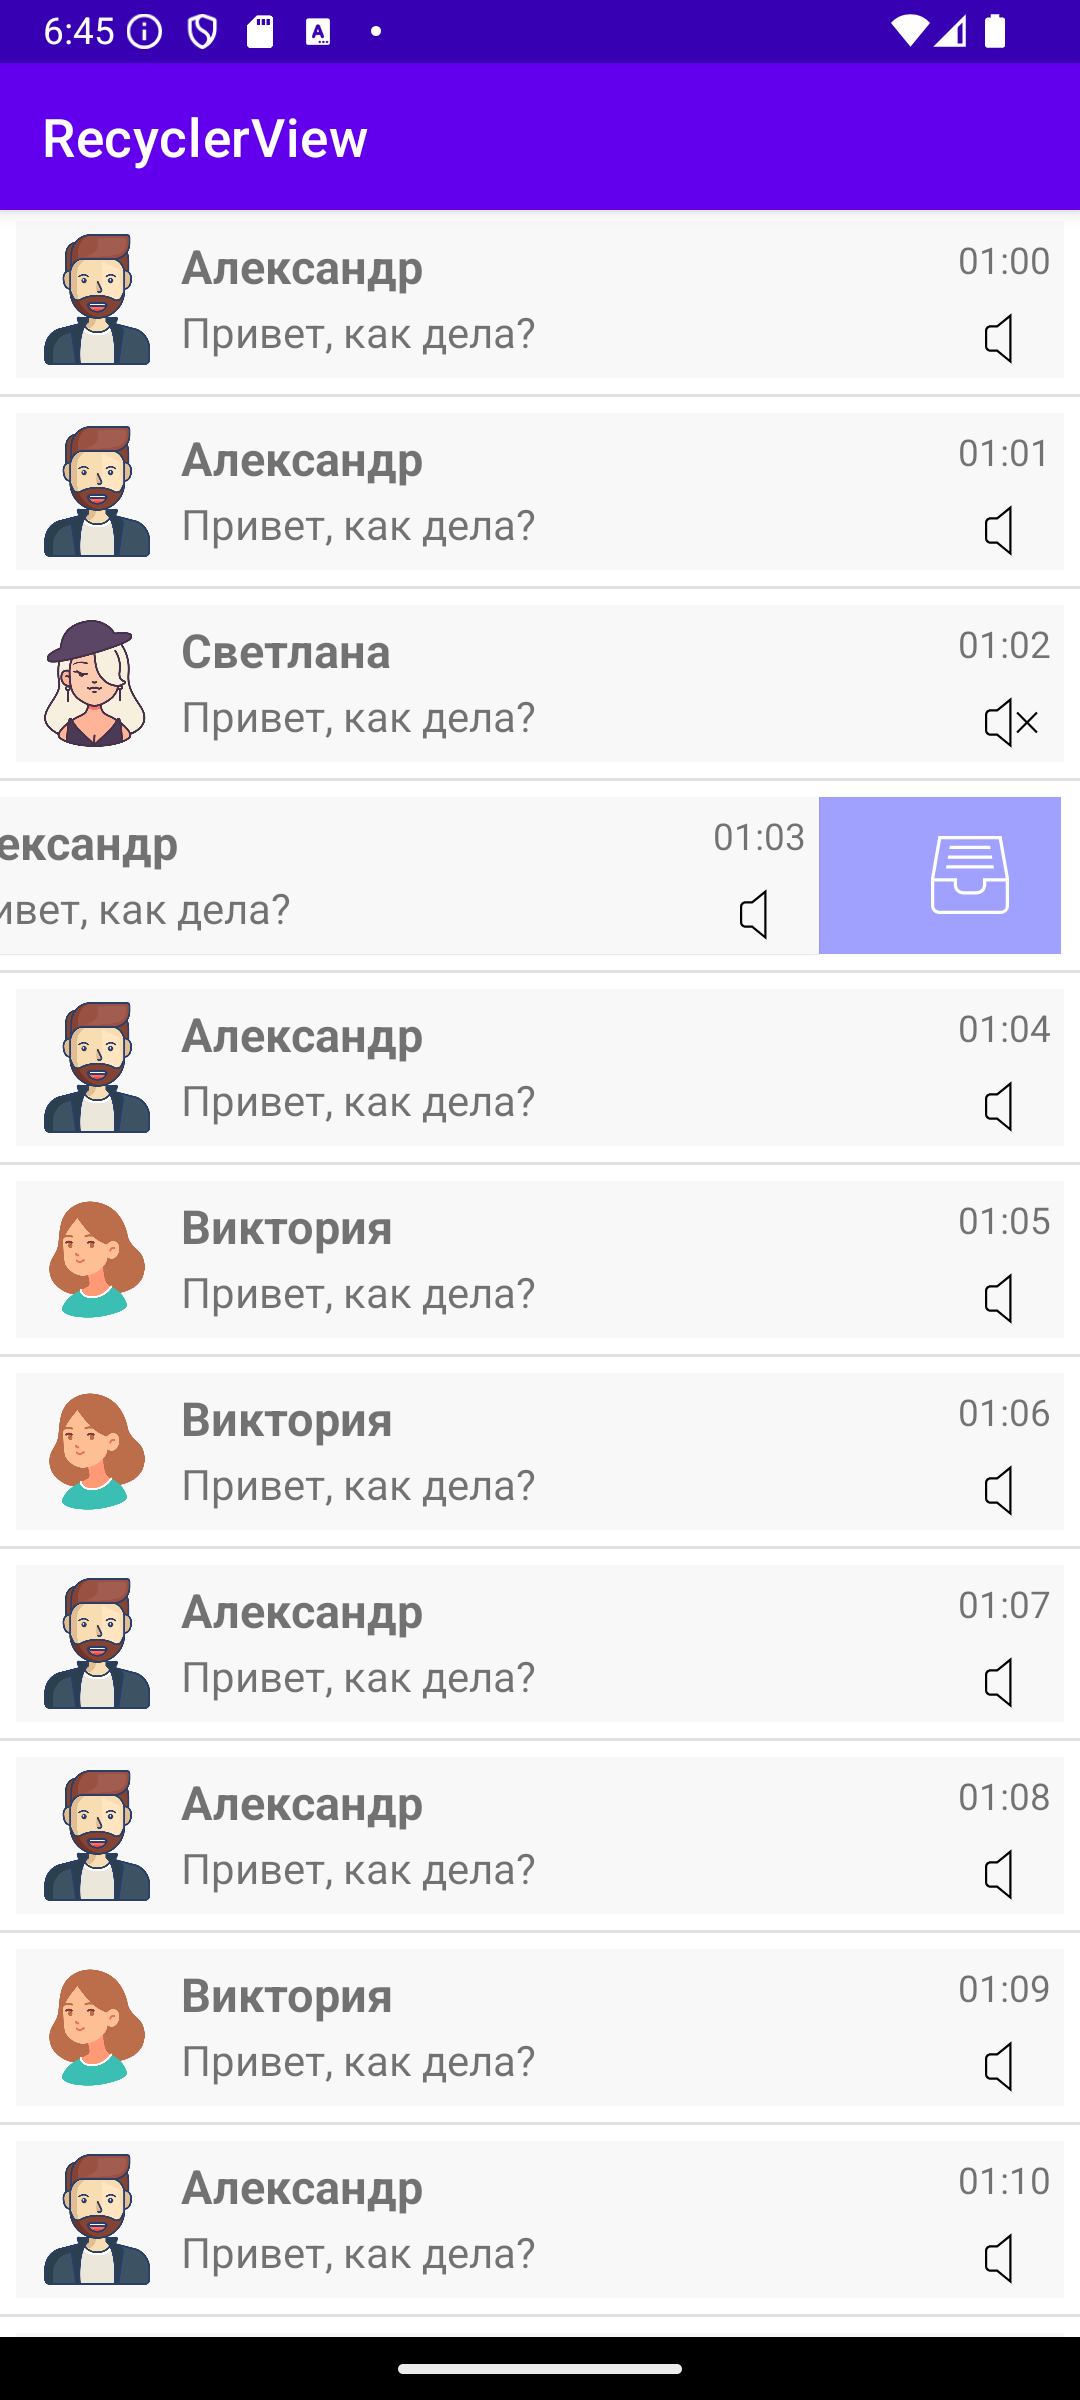 6:45
RecyclerView
Александр 01:00
Привет, как дела?
Александр 01:01
Привет, как дела?
Светлана 01:02
Привет, как дела?
ександр 01:03
ивет, как дела?
Александр 01:04
Привет, как дела?
Виктория 01:05
Привет, как дела?
Виктория 01:06
Привет, как дела?
Александр 01:07
Привет, как дела?
Александр 01:08
Привет, как дела?
Виктория 01:09
Привет, как дела?
Александр 01:10
Привет, как дела?